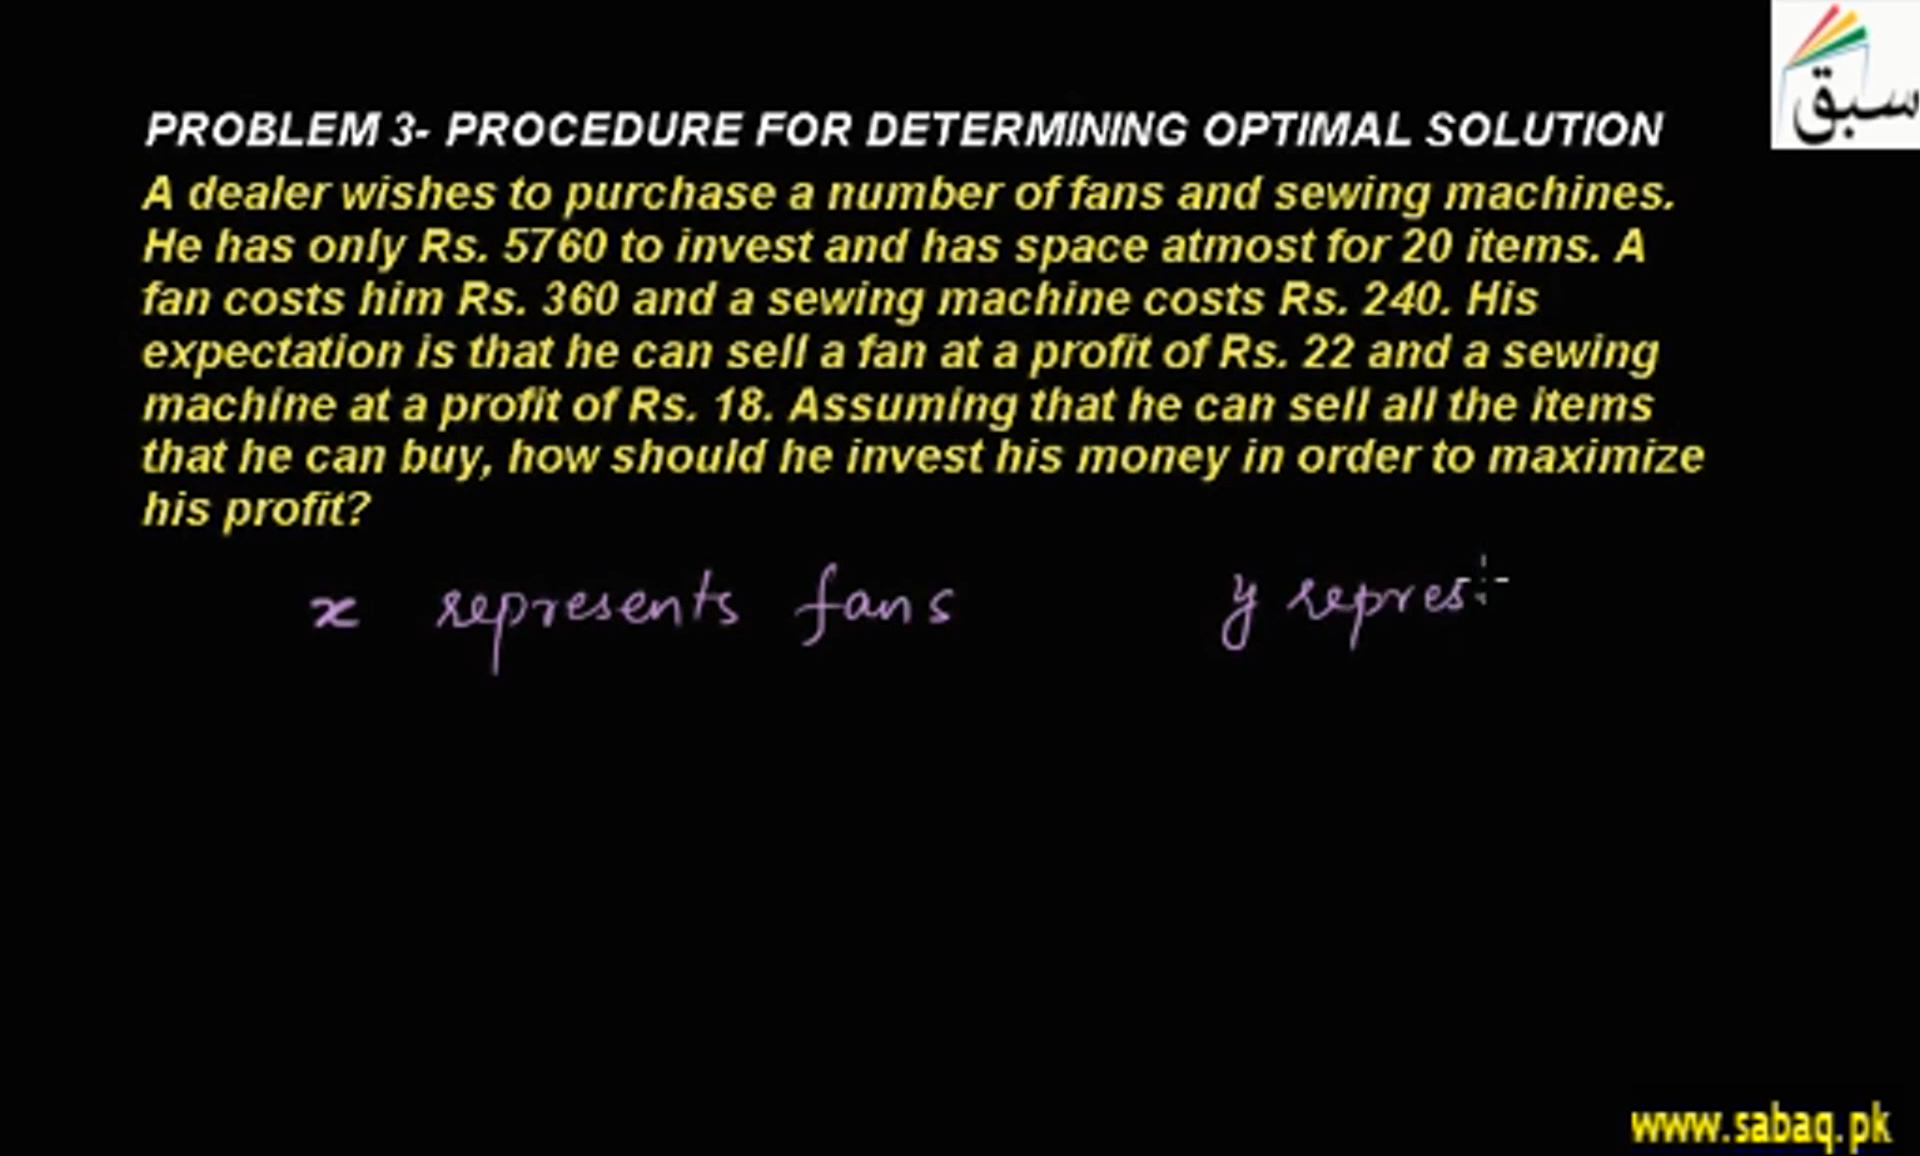 سبق
PROBLEM 3- PROCEDURE FOR DETERMINING OPTIMAL SOLUTION
A dealer wishes to purchase a number of fans and sewing machines.
He has only Rs. 5760 to invest and has space atmost for 20 items. A
fan costs him Rs. 360 and a sewing machine costs Rs. 240. His
expectation is that he can sell a fan at a profit of Rs. 22 and a sewing
machine at a profit of Rs. 18. Assuming that he can sell all the items
that he can buy, how should he invest his money in order to maximize
his profit?
x represents fans y repres
www.sabaq.pk